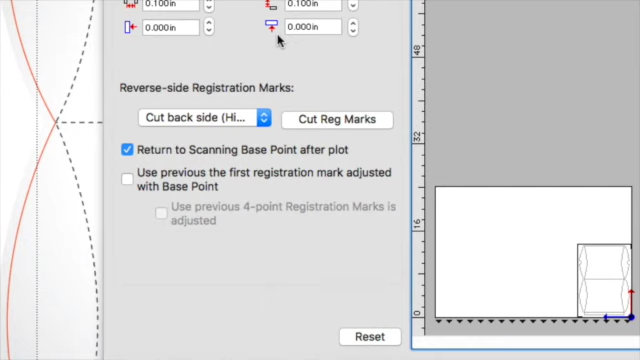 0.100in 0.100in
0.000in 0.000in
Reverse-side Registration Marks:
Cut back side (Hi... Cut Reg Marks
Return to Scanning Base Point after plot
Use previous the first registration mark adjusted
with Base Point
Use previous 4-point Registration Marks is
adjusted
Reset
48
32
16
0